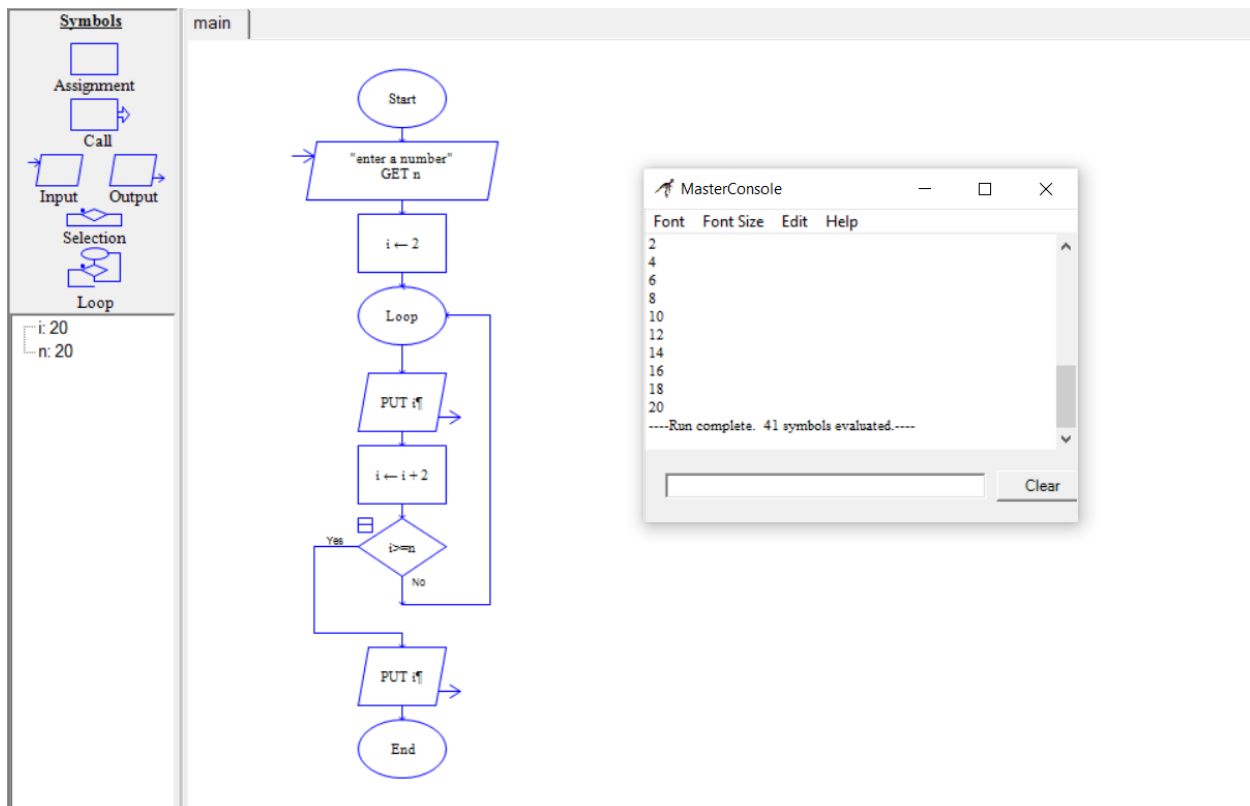 Symbols
Assignment
Call
Input Output
Selection
Loop
i: 20
n: 20
main
Start
"enter a number"
GET n
i ← 2
Loop
PUT i¶
i ← i + 2
i>=n
Yes
No
PUT i¶
End
MasterConsole
Font Font Size Edit Help
2
4
6
8
10
12
14
16
18
20
----Run complete. 41 symbols evaluated.----
Clear